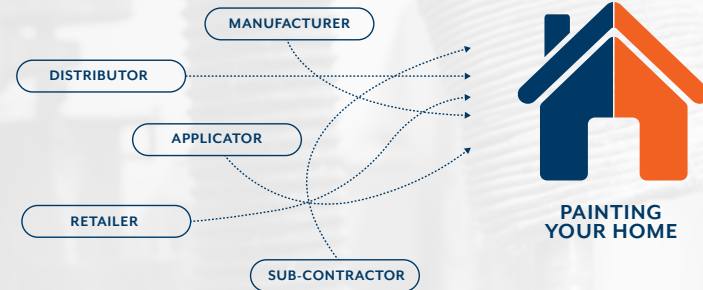 MANUFACTURER
DISTRIBUTOR
APPLICATOR
RETAILER
SUB-CONTRACTOR
PAINTING
YOUR HOME